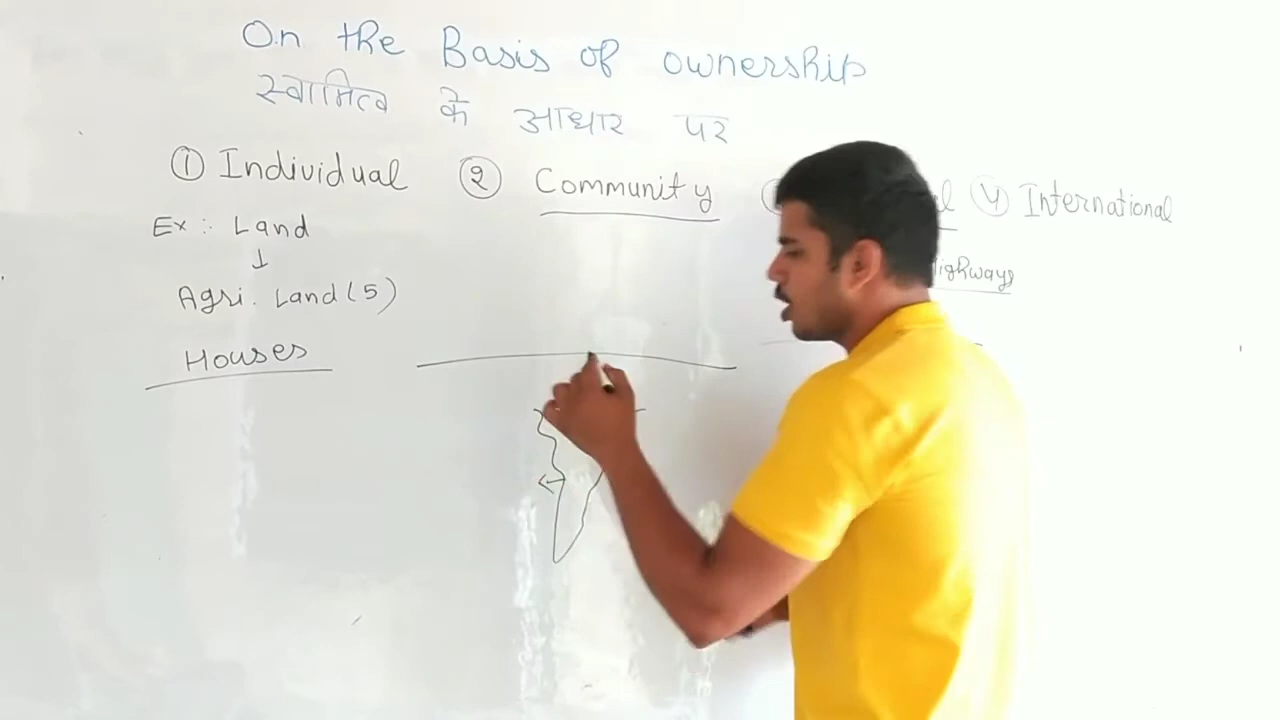 On the Basis of ownership
स्वामित्व के आधार पर
① Individual ② Community ④ International
Ex :. Land
↓
Agri. Land (5)
Houses